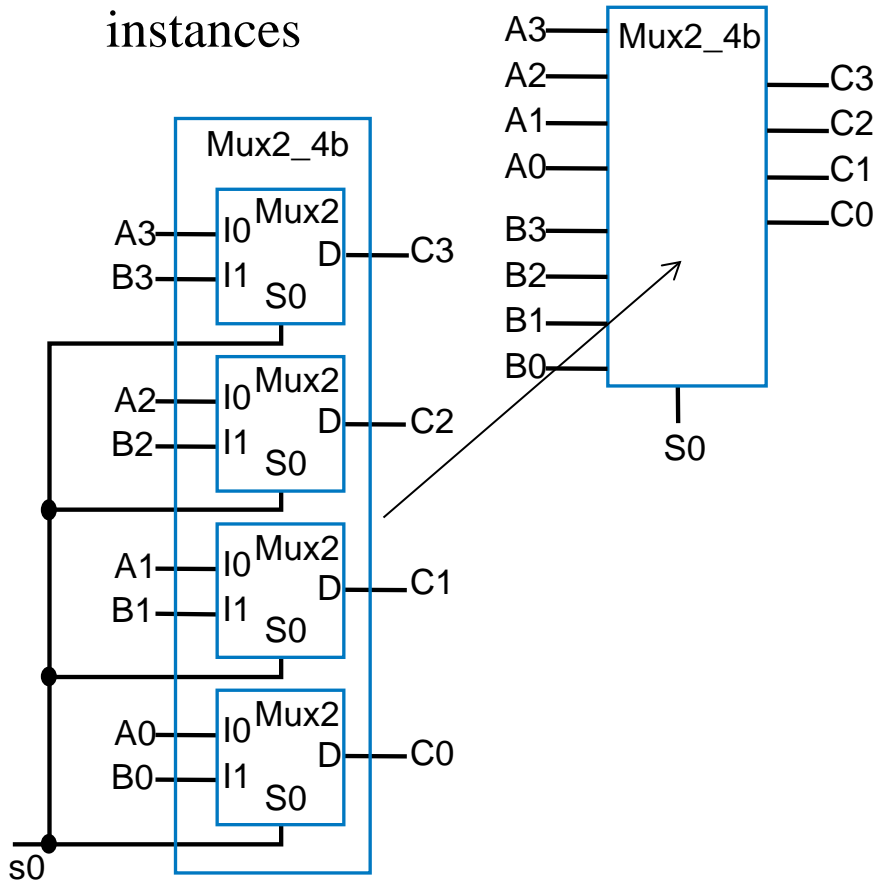 instances
Mux2_4b
A3
B3
I0
I1
Mux2
D
S0
C3
A2
B2
I0
I1
Mux2
D
S0
C2
A1
B1
I0
I1
Mux2
D
S0
C1
A0
B0
I0
I1
Mux2
D
S0
C0
s0
Mux2_4b
A3
A2
A1
A0
B3
B2
B1
B0
C3
C2
C1
C0
S0